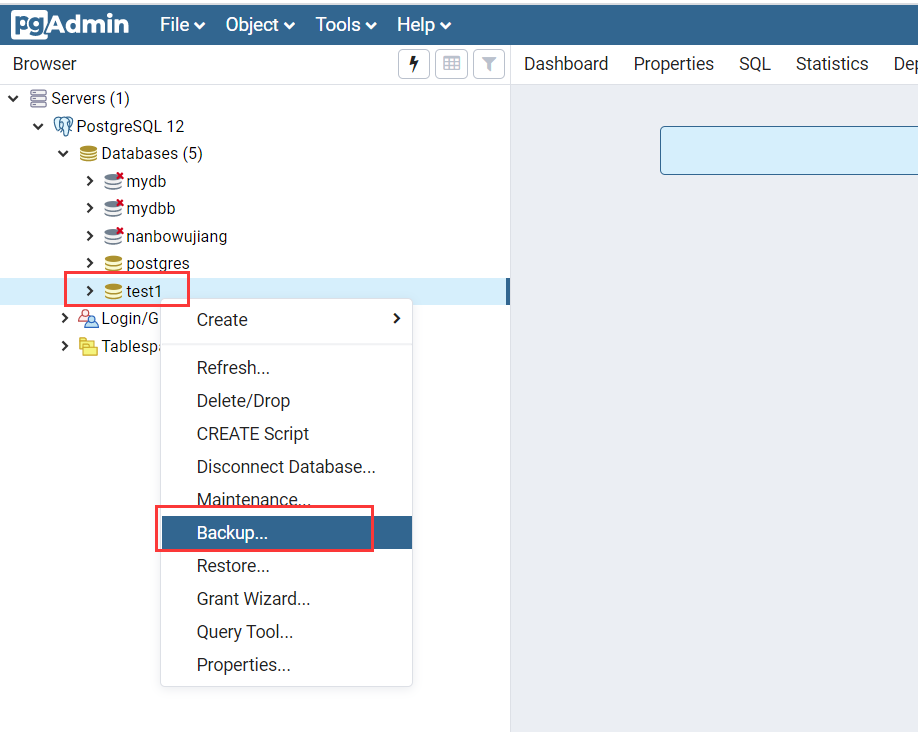 pgAdmin File Object Tools Help
Browser Dashboard Properties SQL Statistics
Servers (1)
PostgreSQL 12
Databases (5)
mydb
mydbb
nanbowujiang
postgres
test1
Login/G
Create
Refresh...
Delete/Drop
CREATE Script
Disconnect Database...
Maintenance...
Backup...
Restore...
Grant Wizard...
Query Tool...
Properties...